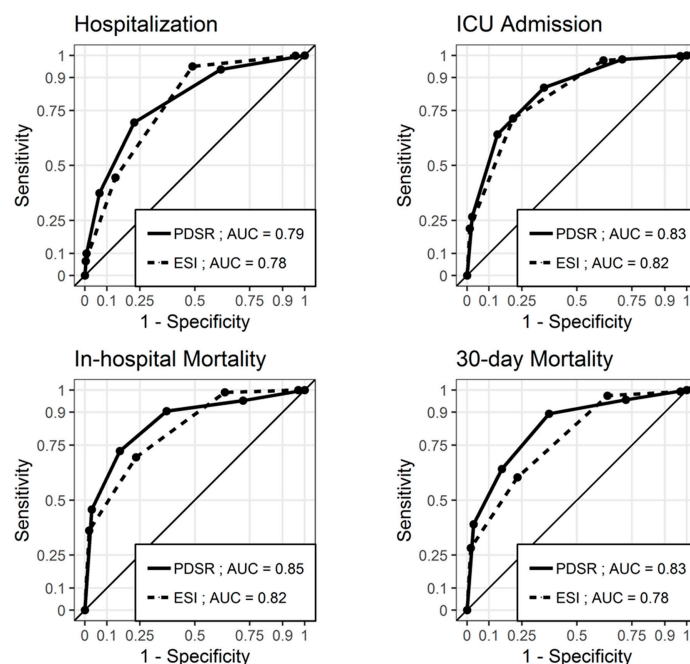 Hospitalization
Sensitivity
1
0.9
0.75
0.5
0.25
0.1
0
PDSR ; AUC = 0.79
ESI ; AUC = 0.78
0 0.1 0.25 0.5 0.75 0.9 1
1 - Specificity
ICU Admission
Sensitivity
1
0.9
0.75
0.5
0.25
0.1
0
PDSR ; AUC = 0.83
ESI ; AUC = 0.82
0 0.1 0.25 0.5 0.75 0.9 1
1 - Specificity
In-hospital Mortality
Sensitivity
1
0.9
0.75
0.5
0.25
0.1
0
PDSR ; AUC = 0.85
ESI ; AUC = 0.82
0 0.1 0.25 0.5 0.75 0.9 1
1 - Specificity
30-day Mortality
Sensitivity
1
0.9
0.75
0.5
0.25
0.1
0
PDSR ; AUC = 0.83
ESI ; AUC = 0.78
0 0.1 0.25 0.5 0.75 0.9 1
1 - Specificity